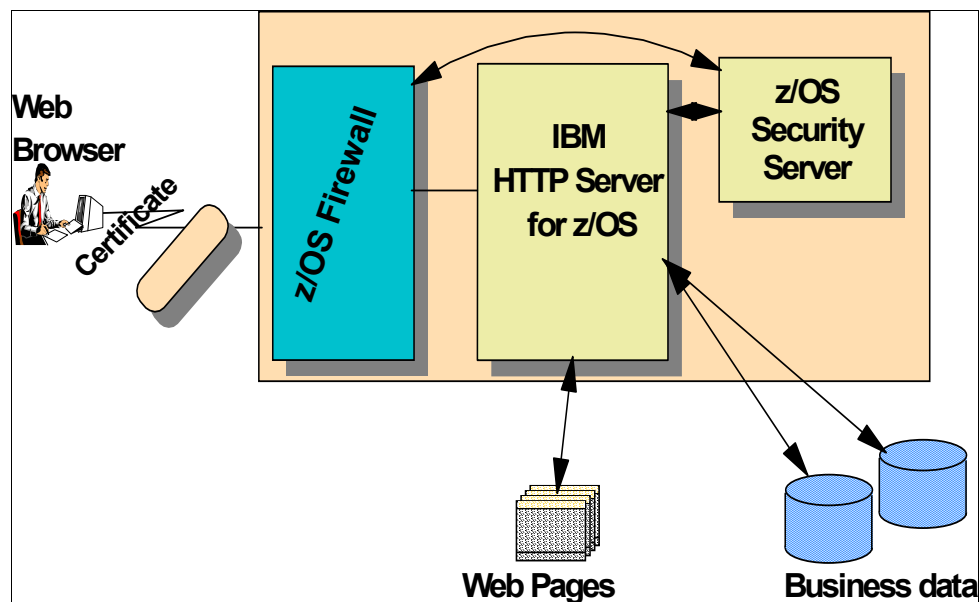 Web
Browser
Certificate
z/OS Firewall
IBM
HTTP Server
for z/OS
z/OS
Security
Server
Web Pages
Business data